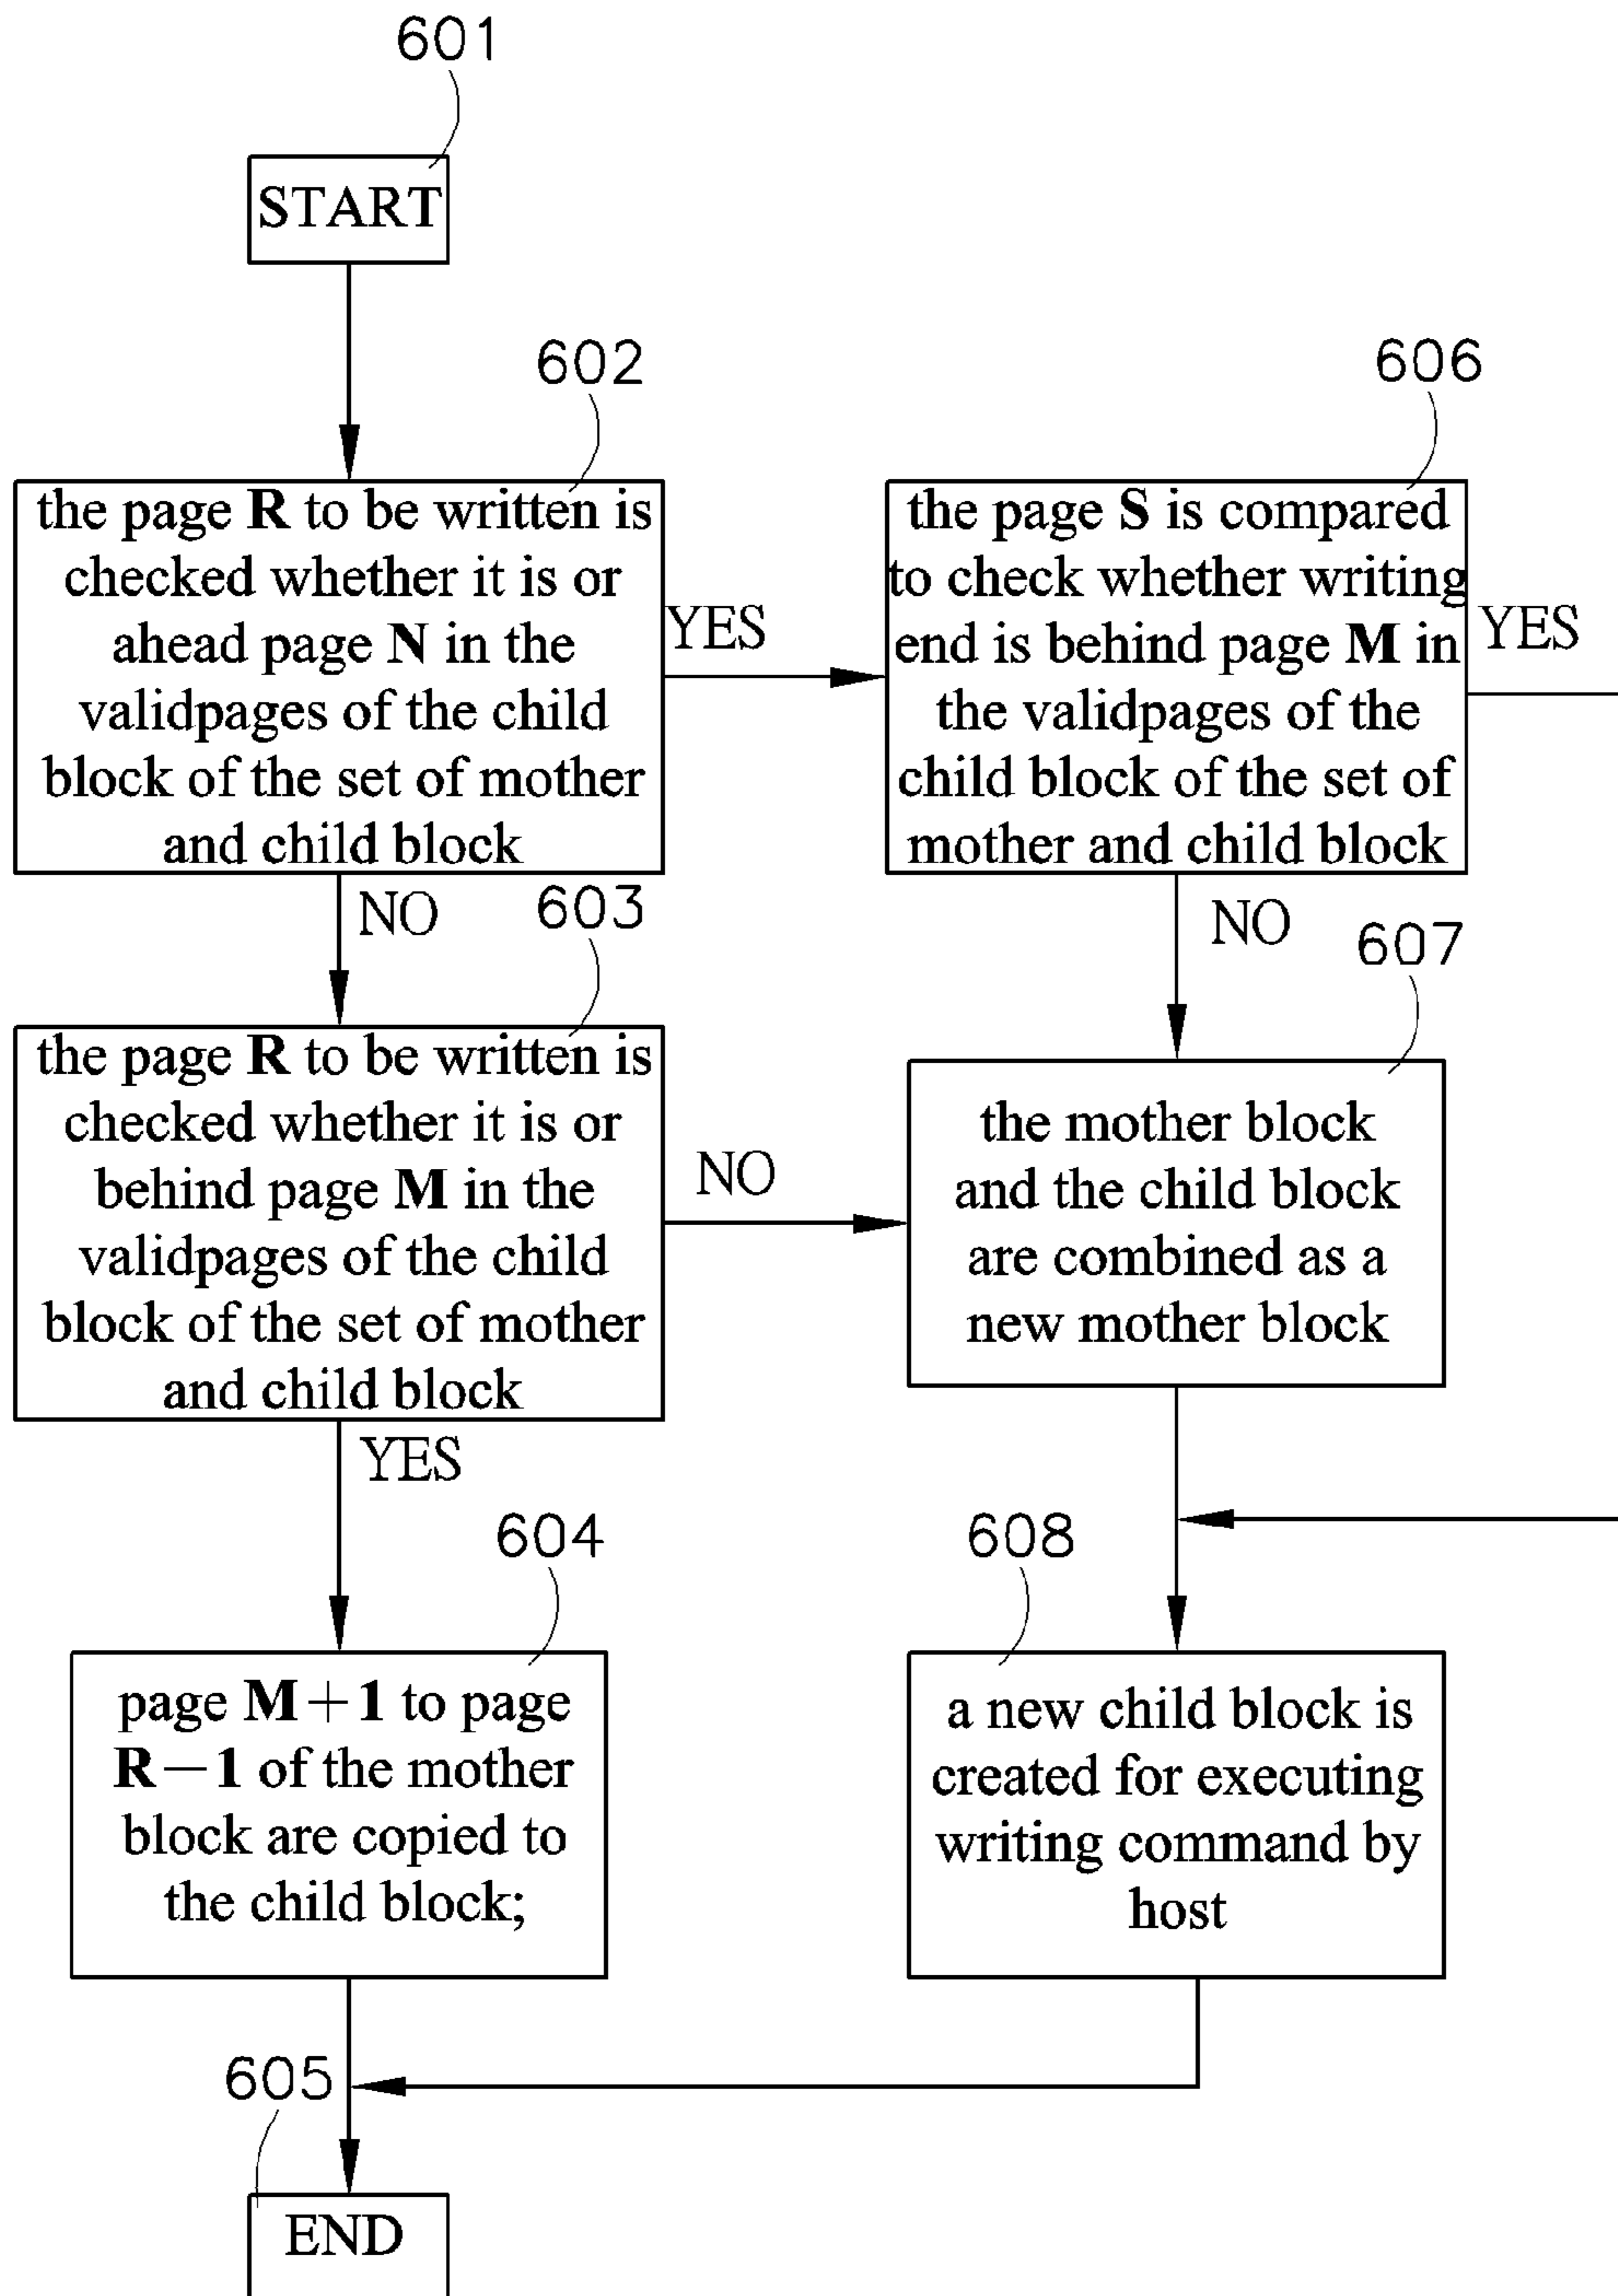 601
START
602
the page R to be written is
checked whether it is or
ahead page N in the
validpages of the child
block of the set of mother
and child block
YES
606
the page S is compared
to check whether writing
end is behind page M in
the validpages of the
child block of the set of
mother and child block
YES
NO
603
the page R to be written is
checked whether it is or
behind page M in the
validpages of the child
block of the set of mother
and child block
NO
NO
607
the mother block
and the child block
are combined as a
new mother block
YES
604
page M+1 to page
R−1 of the mother
block are copied to
the child block;
608
a new child block is
created for executing
writing command by
host
605
END